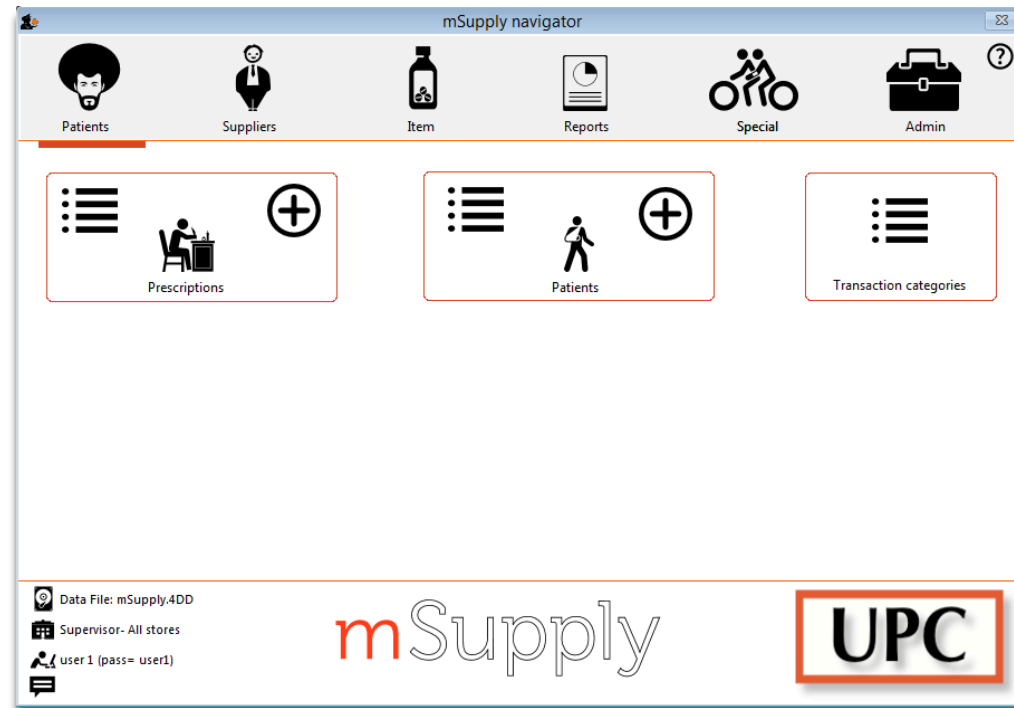 mSupply navigator
Patients
Suppliers
Item
Reports
Special
Admin
?
Prescriptions
Patients
Transaction categories
Data File: mSupply.4DD
Supervisor- All stores
user 1 (pass= user1)
mSupply
UPC